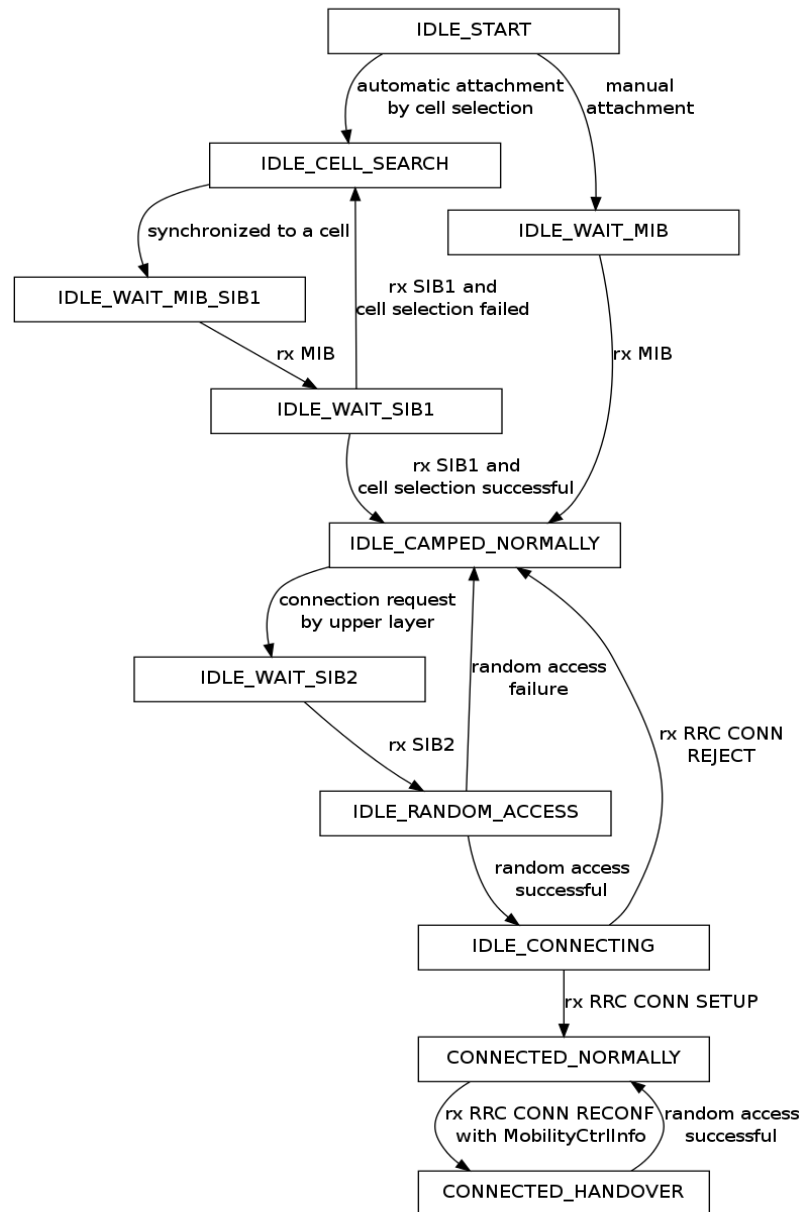 IDLE_START
automatic attachment
by cell selection
manual
attachment
IDLE_CELL_SEARCH
IDLE_WAIT_MIB
synchronized to a cell
IDLE_WAIT_MIB_SIB1
rx SIB1 and
cell selection failed
rx MIB
rx MIB
IDLE_WAIT_SIB1
rx SIB1 and
cell selection successful
IDLE_CAMPED_NORMALLY
connection request
by upper layer
IDLE_WAIT_SIB2
random access
failure
rx SIB2
rx RRC CONN
REJECT
IDLE_RANDOM_ACCESS
random access
successful
IDLE_CONNECTING
rx RRC CONN SETUP
CONNECTED_NORMALLY
rx RRC CONN RECONF
with MobilityCtrlInfo
random access
successful
CONNECTED_HANDOVER